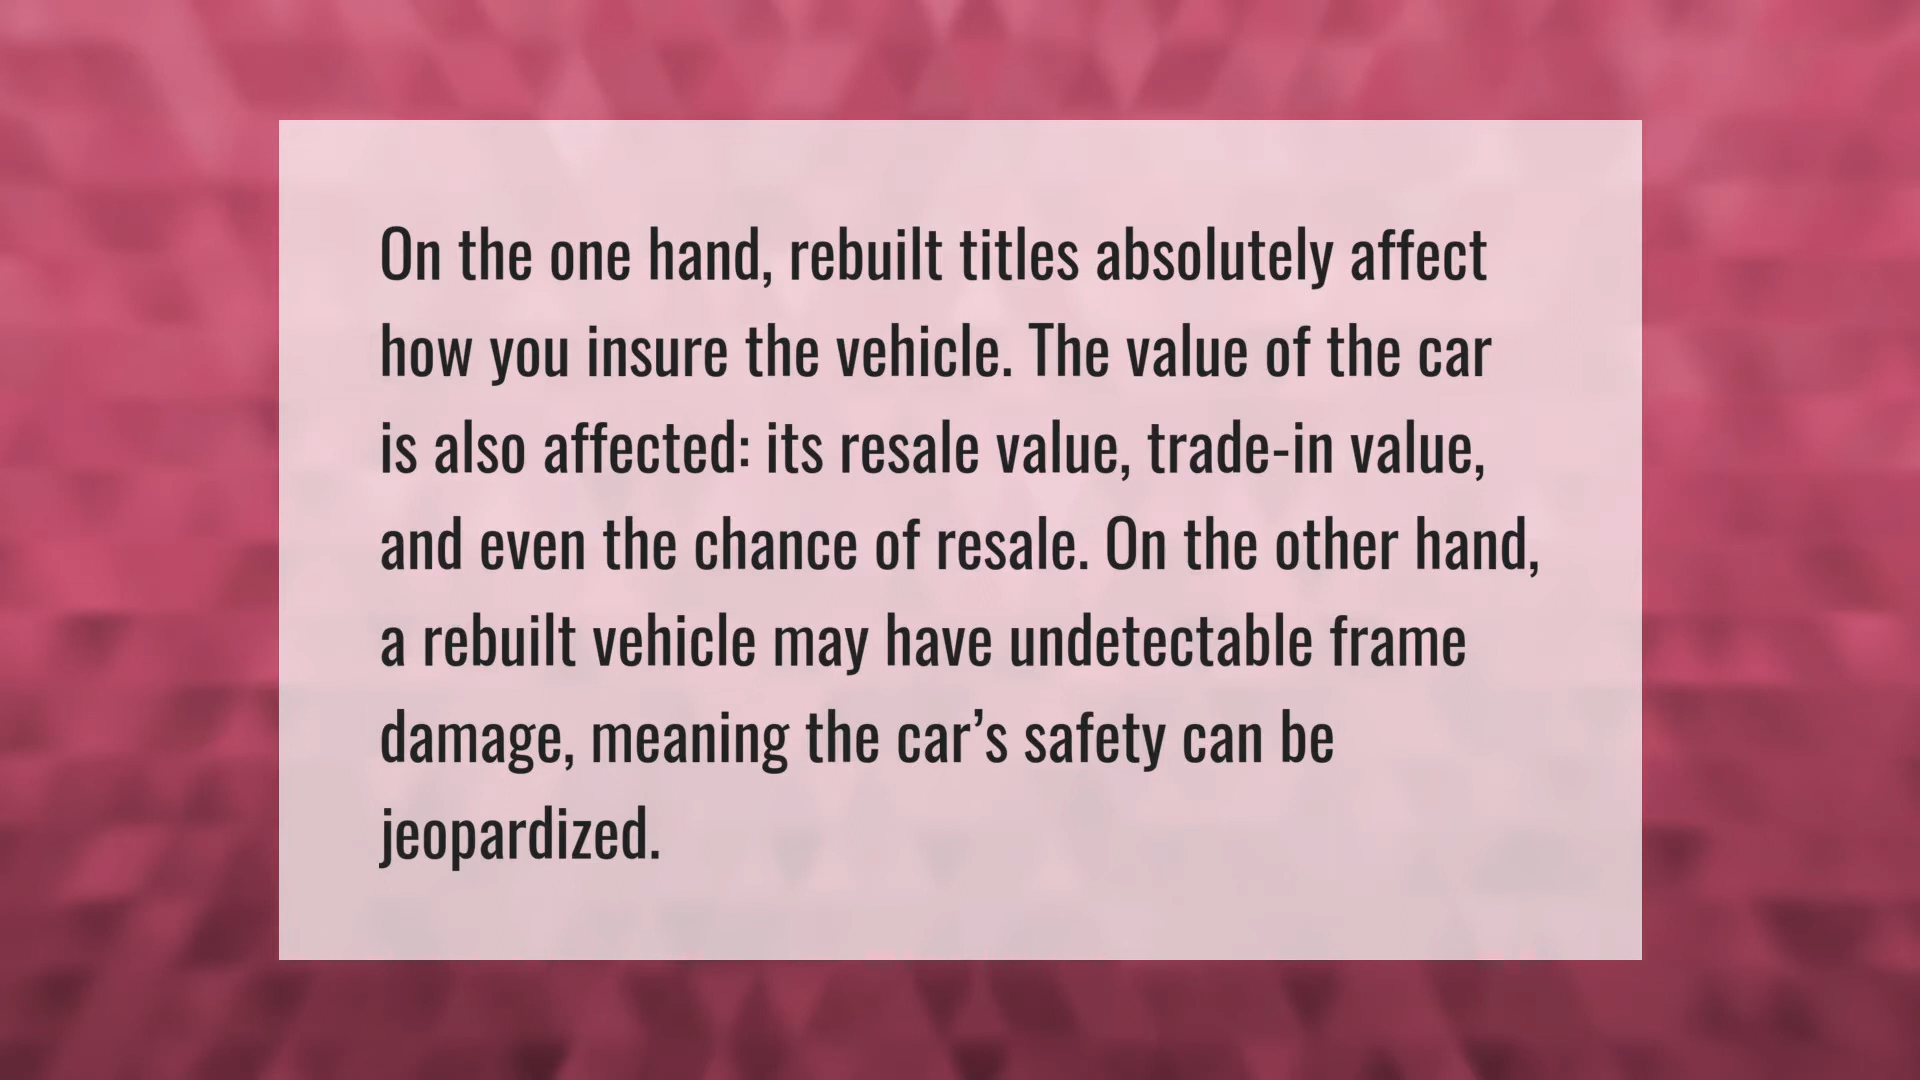 On the one hand, rebuilt titles absolutely affect
how you insure the vehicle. The value of the car
is also affected: its resale value, trade-in value,
and even the chance of resale. On the other hand,
a rebuilt vehicle may have undetectable frame
damage, meaning the car’s safety can be
jeopardized.